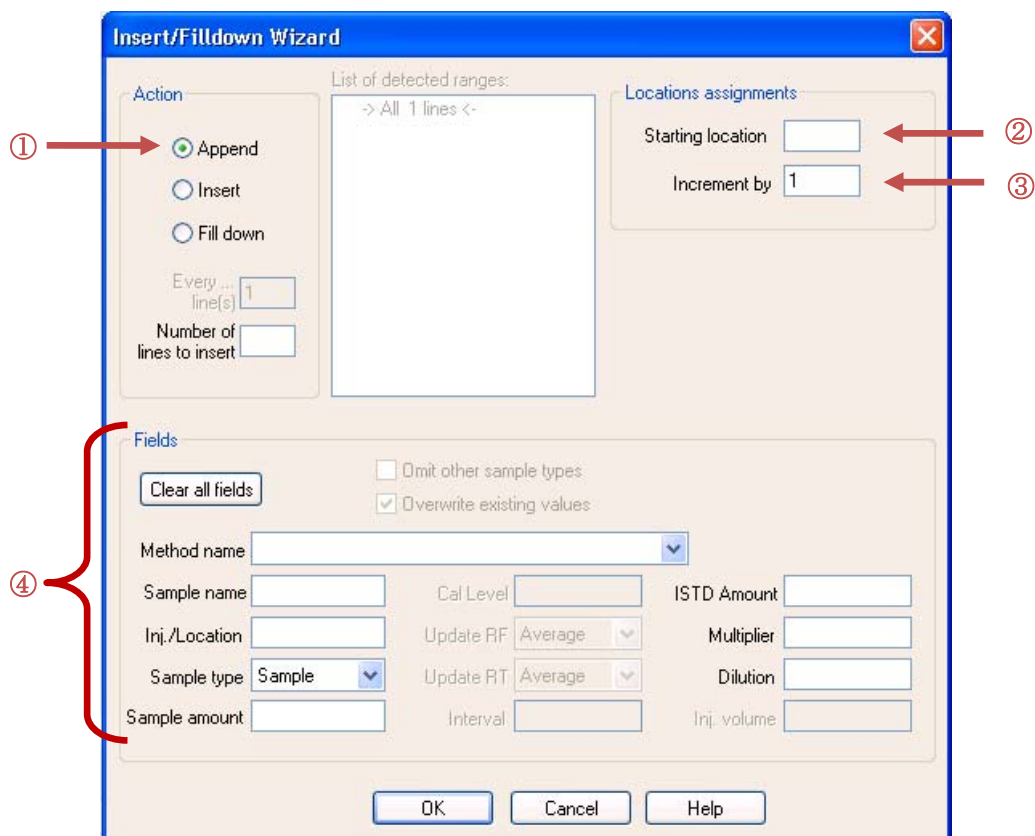 Insert/Filldown Wizard
Action
① Append
Insert
Fill down
Every ...
line(s) 1
Number of
lines to insert
List of detected ranges:
-> All 1 lines <-
Locations assignments
Starting location ②
Increment by 1 ③
④
Fields
Clear all fields
Omit other sample types
Overwrite existing values
Method name
Sample name
Cal Level
ISTD Amount
Inj./Location
Update RF Average
Multiplier
Sample type Sample
Update RT Average
Dilution
Sample amount
Interval
Inj. volume
OK Cancel Help